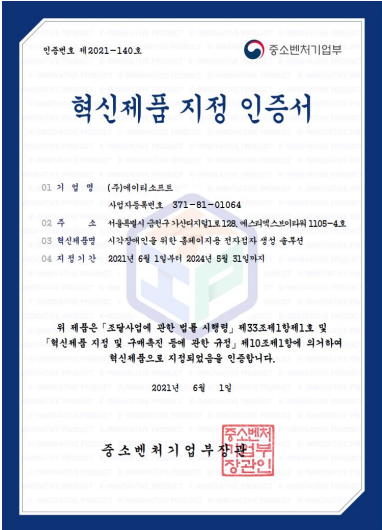 인증번호 제2021-140호
중소벤처기업부
혁신제품 지정 인증서
01 기 업 명 (주)에이티소프트
사업자등록번호 371-81-01064
02 주 소 서울특별시 금천구 가산디지털1로 128, 에스티엑스브이타워 1105-4호
03 혁신제품명 시각장애인을 위한 홈페이지용 전자점자 생성 솔루션
04 지정기간 2021년 6월 1일부터 2024년 5월 31일까지
위 제품은 「조달사업에 관한 법률 시행령」 제33조제1항제1호 및
「혁신제품 지정 및 구매촉진 등에 관한 규정」 제10조제1항에 의거하여
혁신제품으로 지정되었음을 인증합니다.
2021년 6월 1일
중소벤처기업부장관
중소벤처
기업부
장관인